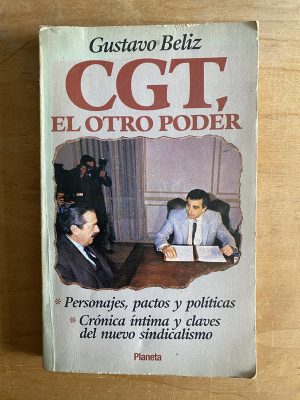 Gustavo Beliz
CGT,
EL OTRO PODER
* Personajes, pactos y políticas
* Crónica íntima y claves
del nuevo sindicalismo
Planeta